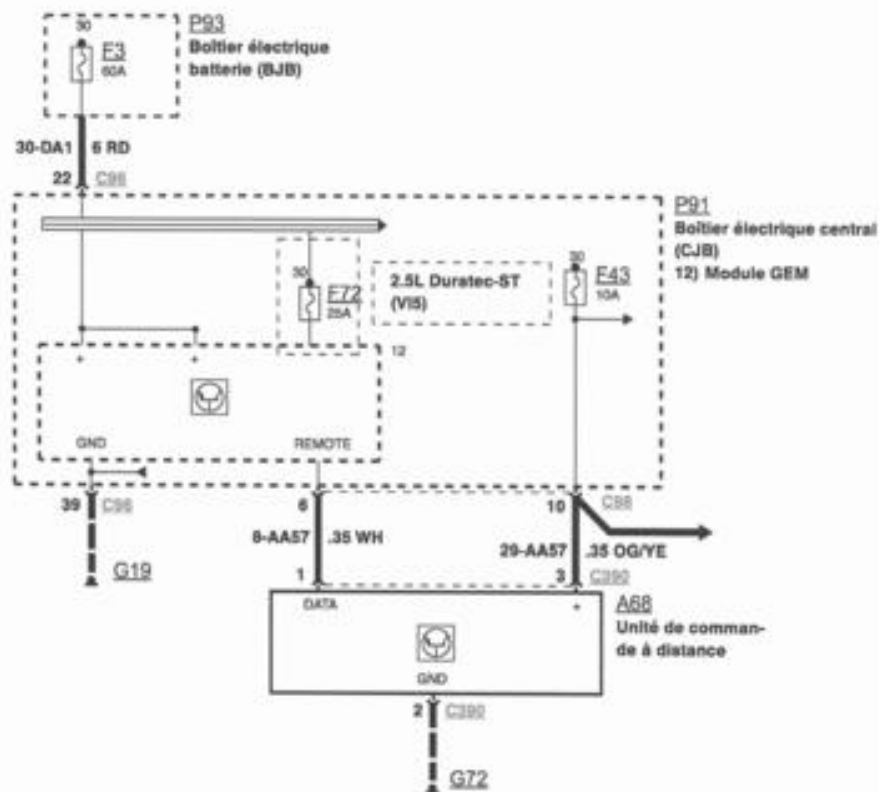 30
F3
60A
P93
Boîtier électrique
batterie (BJB)
30-DA1 6 RD
22 C96
P91
Boîtier électrique central
(CJB)
12) Module GEM
30
F72
25A
2.5L Duratec-ST
(VI5)
30
F43
10A
12
+ +
GND
REMOTE
39 C96
6
10 C88
8-AA57 .35 WH
29-AA57 .35 OG/YE
G19
1
3 C390
DATA
+
A68
Unité de comman-
de à distance
GND
2 C390
G72